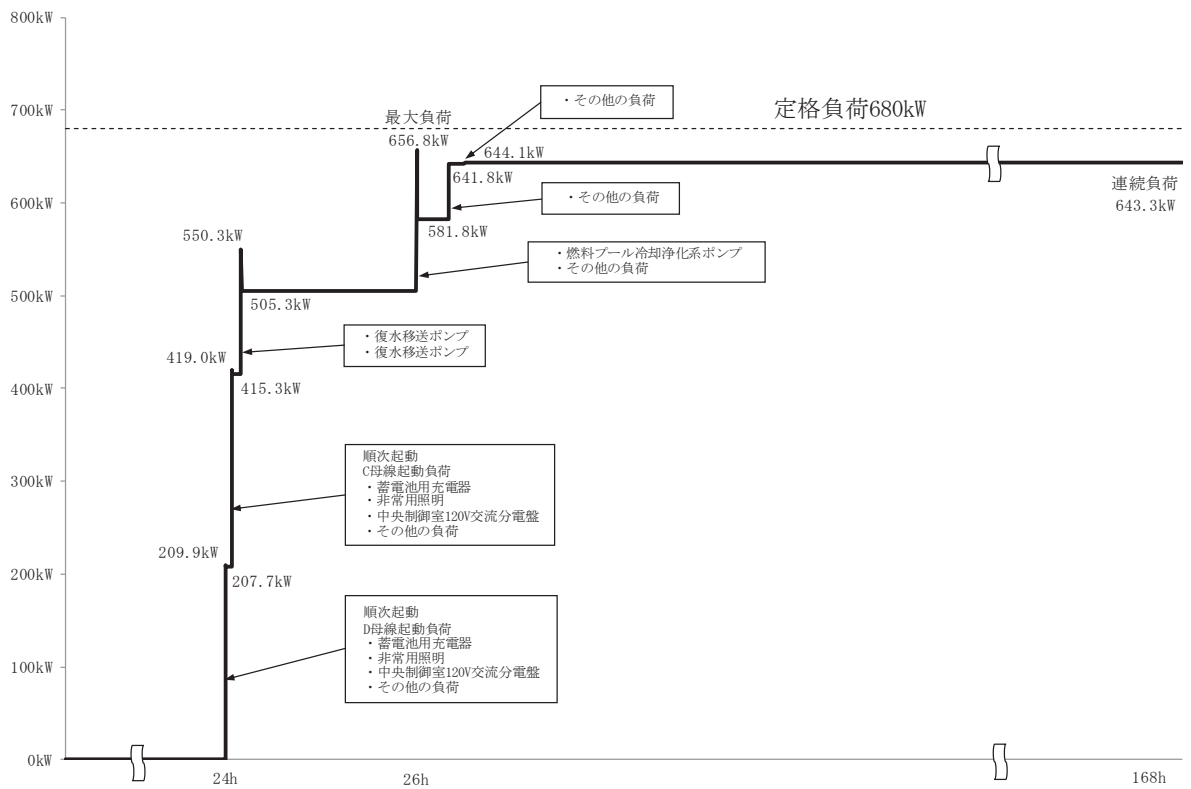 800kW
700kW
600kW
500kW
400kW
300kW
200kW
100kW
0kW
・その他の負荷
定格負荷680kW
最大負荷
656.8kW
644.1kW
641.8kW
連続負荷
643.3kW
・その他の負荷
581.8kW
550.3kW
・燃料プール冷却浄化系ポンプ
・その他の負荷
505.3kW
・復水移送ポンプ
・復水移送ポンプ
419.0kW
415.3kW
順次起動
C母線起動負荷
・蓄電池用充電器
・非常用照明
・中央制御室120V交流分電盤
・その他の負荷
209.9kW
207.7kW
順次起動
D母線起動負荷
・蓄電池用充電器
・非常用照明
・中央制御室120V交流分電盤
・その他の負荷
24h
26h
168h